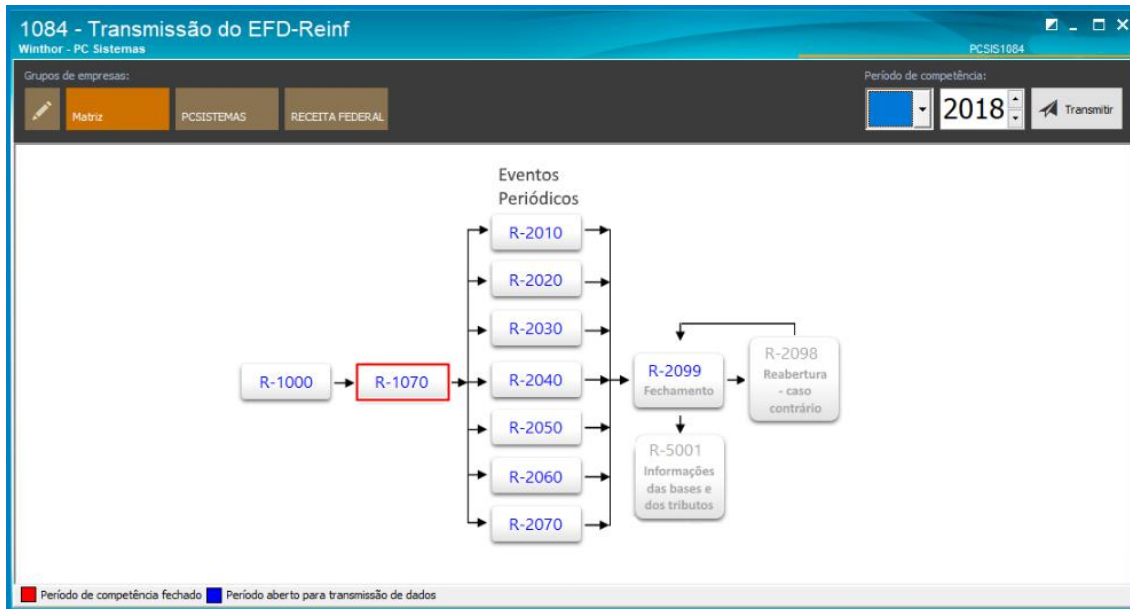 1084 - Transmissão do EFD-Reinf
Winthor - PC Sistemas
PCSIS1084
Grupos de empresas:
Período de competência:
Matriz
PCSISTEMAS
RECEITA FEDERAL
2018
Transmitir
Eventos
Periódicos
R-2010
R-2020
R-2030
R-1000
R-1070
R-2040
R-2050
R-2060
R-2070
R-2099
Fechamento
R-2098
Reabertura
- caso
contrário
R-5001
Informações
das bases e
dos tributos
Período de competência fechado
Período aberto para transmissão de dados